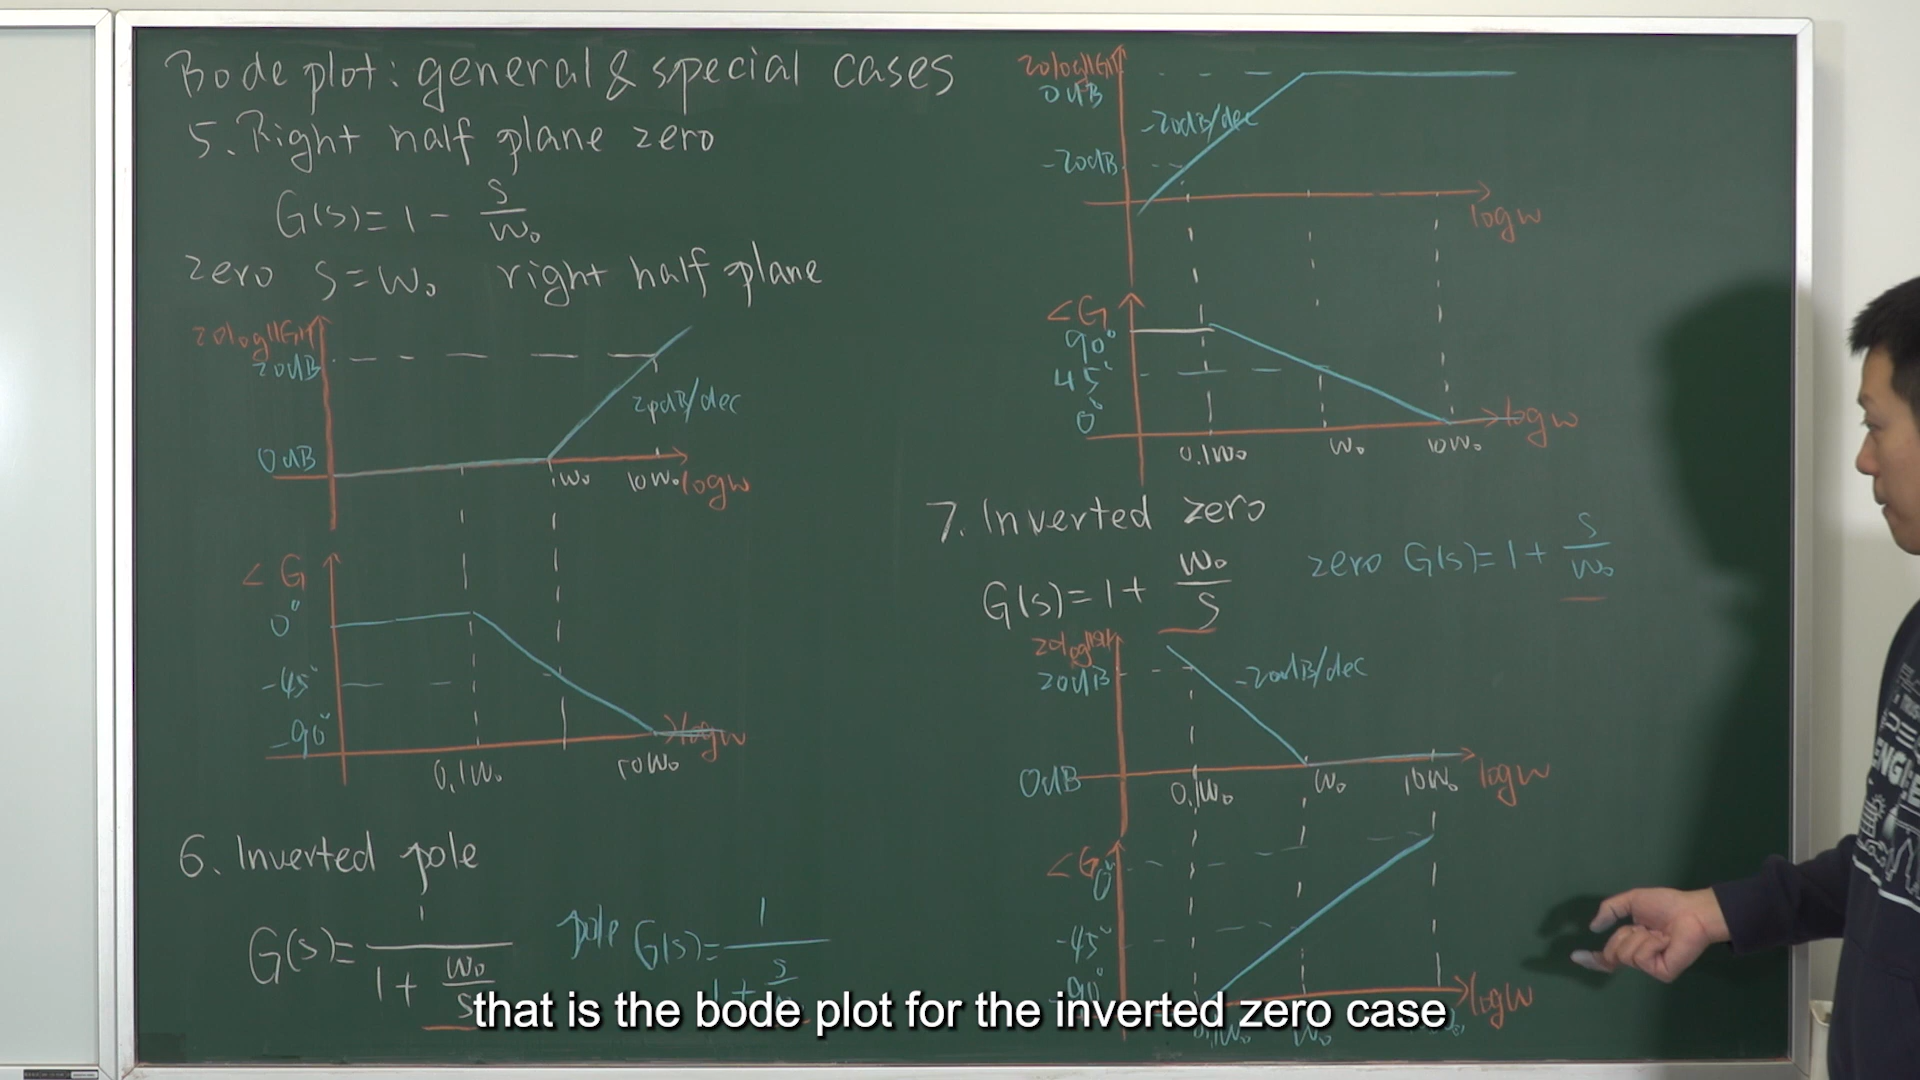 Bode plot: general & special cases
5. Right half plane zero
G(s)=1-s/w₀
zero s=w₀ right half plane
20log||G||
20dB
20dB/dec
0dB
w₀ 10w₀ logw
<G
0°
-45°
-90°
logw
0.1w₀ 10w₀
6. Inverted pole
G(s)=1/(1+w₀/s) pole G(s)=1/(1+s/
20log||G||
0dB
-20dB/dec
-20dB
logw
<G
90°
45°
0°
logw
0.1w₀ w₀ 10w₀
7. Inverted zero
G(s)=1+w₀/s zero G(s)=1+s/w₀
20log||G||
20dB
-20dB/dec
0dB
0.1w₀ w₀ 10w₀ logw
<G
0°
-45°
-90°
logw
0.1w₀ w₀
that is the bode plot for the inverted zero case